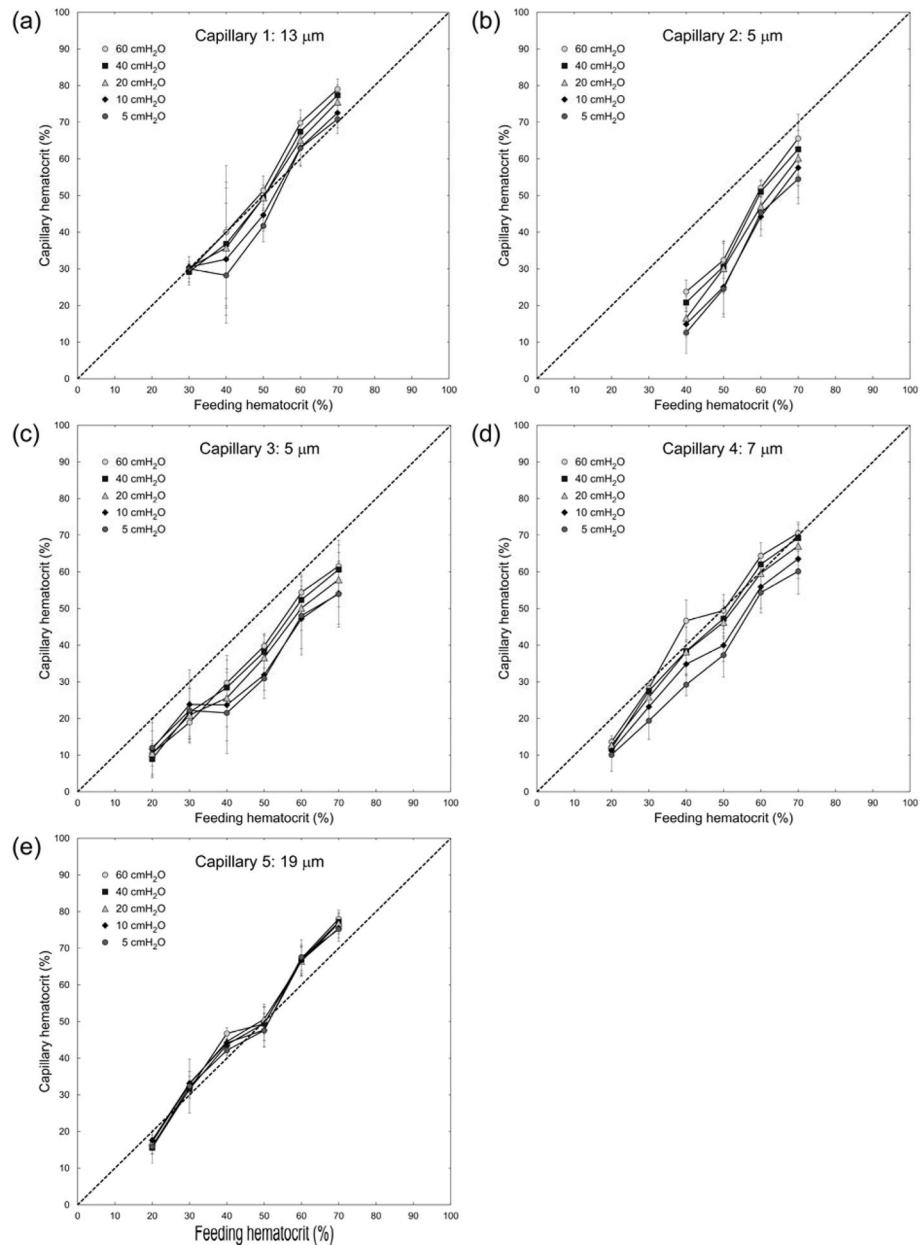 (a)
Capillary 1: 13 μm
60 cmH2O
40 cmH2O
20 cmH2O
10 cmH2O
5 cmH2O
Capillary hematocrit (%)
100
90
80
70
60
50
40
30
20
10
0
0 10 20 30 40 50 60 70 80 90 100
Feeding hematocrit (%)
(b)
Capillary 2: 5 μm
60 cmH2O
40 cmH2O
20 cmH2O
10 cmH2O
5 cmH2O
Capillary hematocrit (%)
100
90
80
70
60
50
40
30
20
10
0
0 10 20 30 40 50 60 70 80 90 100
Feeding hematocrit (%)
(c)
Capillary 3: 5 μm
60 cmH2O
40 cmH2O
20 cmH2O
10 cmH2O
5 cmH2O
Capillary hematocrit (%)
100
90
80
70
60
50
40
30
20
10
0
0 10 20 30 40 50 60 70 80 90 100
Feeding hematocrit (%)
(d)
Capillary 4: 7 μm
60 cmH2O
40 cmH2O
20 cmH2O
10 cmH2O
5 cmH2O
Capillary hematocrit (%)
100
90
80
70
60
50
40
30
20
10
0
0 10 20 30 40 50 60 70 80 90 100
Feeding hematocrit (%)
(e)
Capillary 5: 19 μm
60 cmH2O
40 cmH2O
20 cmH2O
10 cmH2O
5 cmH2O
Capillary hematocrit (%)
100
90
80
70
60
50
40
30
20
10
0
0 10 20 30 40 50 60 70 80 90 100
Feeding hematocrit (%)